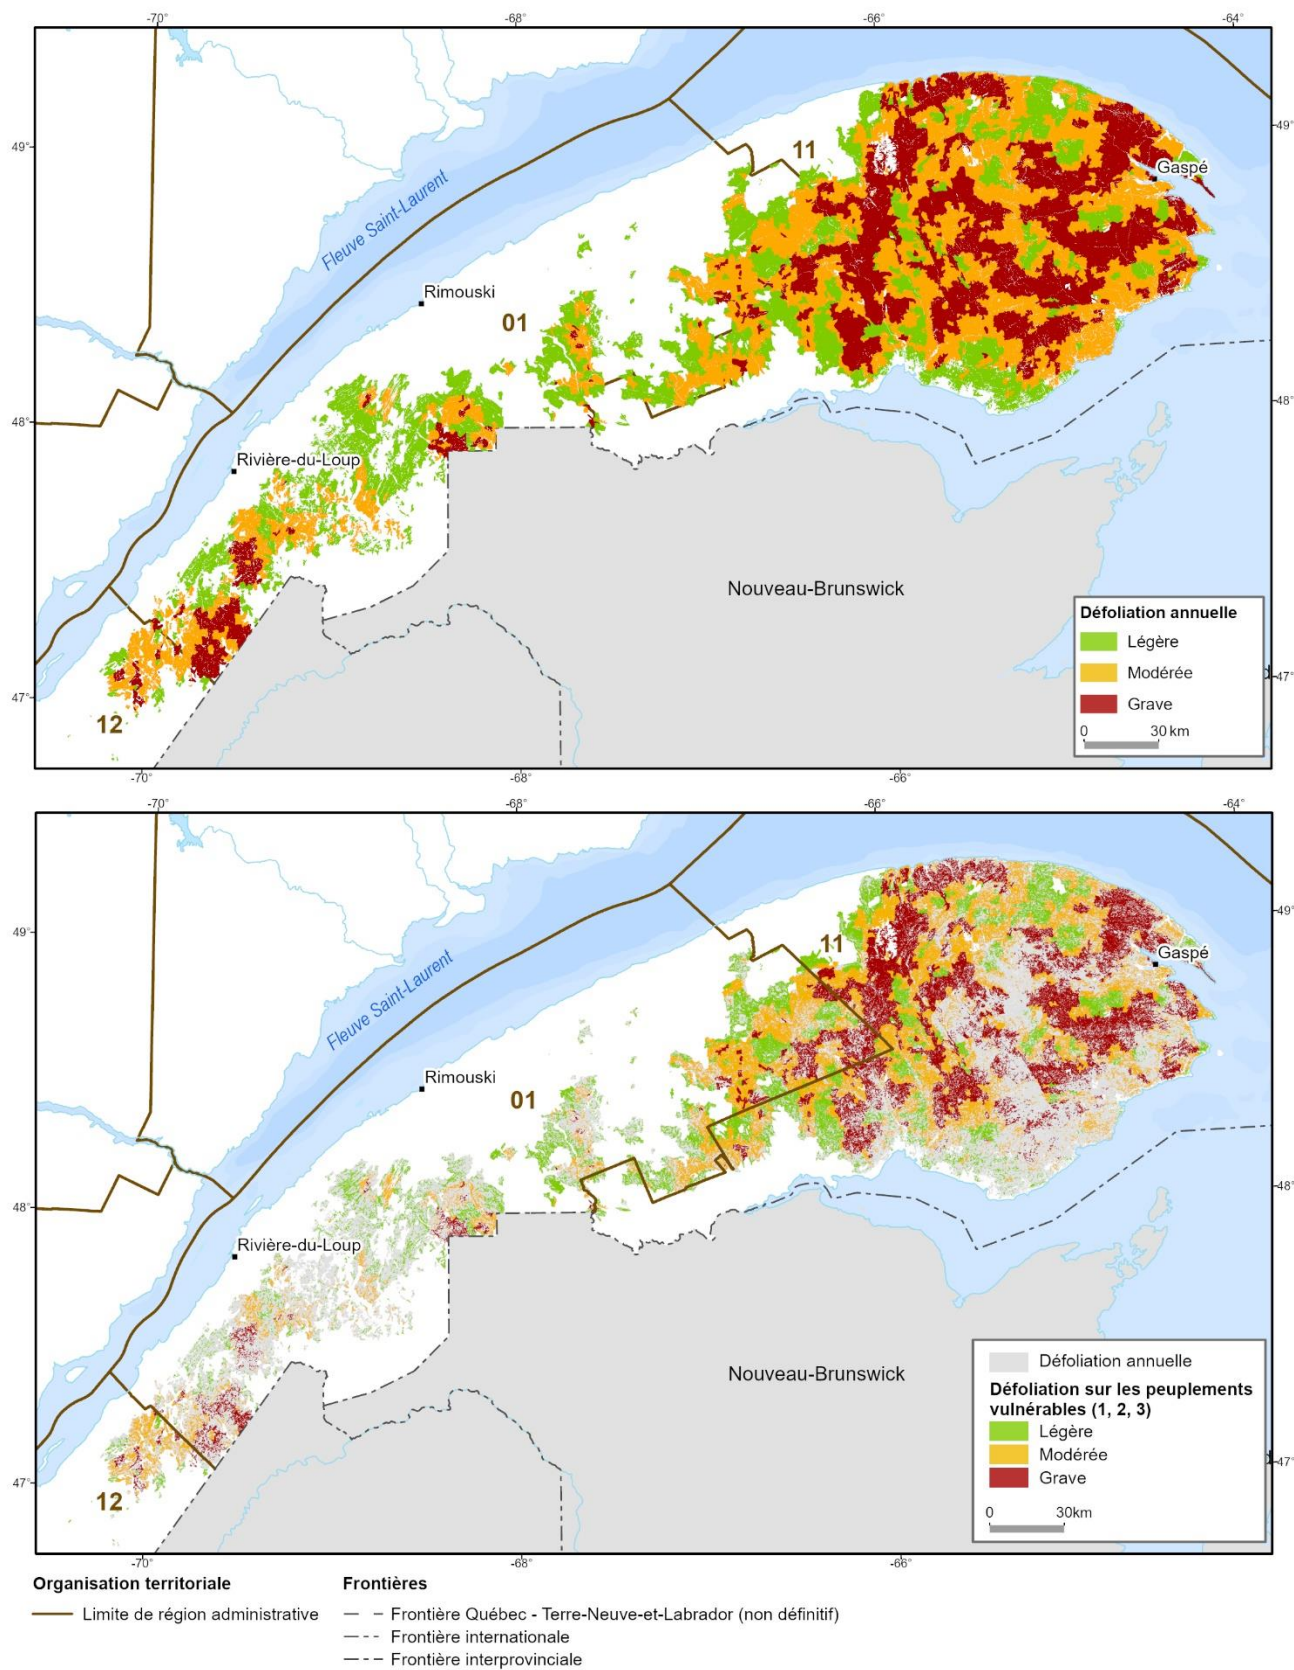 -70°
-68°
-66°
-64°
49°
49°
11
Gaspé
Fleuve Saint-Laurent
Rimouski
01
48°
48°
Rivière-du-Loup
Nouveau-Brunswick
Défoliation annuelle
Légère
Modérée
Grave
0 30 km
47°
47°
12
-70°
-68°
-66°
-70°
-68°
-66°
-64°
49°
49°
11
Gaspé
Fleuve Saint-Laurent
Rimouski
01
48°
48°
Rivière-du-Loup
Nouveau-Brunswick
Défoliation annuelle
Défoliation sur les peuplements
vulnérables (1, 2, 3)
Légère
Modérée
Grave
0 30km
47°
47°
12
-70°
-68°
-66°
Organisation territoriale
Limite de région administrative
Frontières
Frontière Québec - Terre-Neuve-et-Labrador (non définitif)
Frontière internationale
Frontière interprovinciale